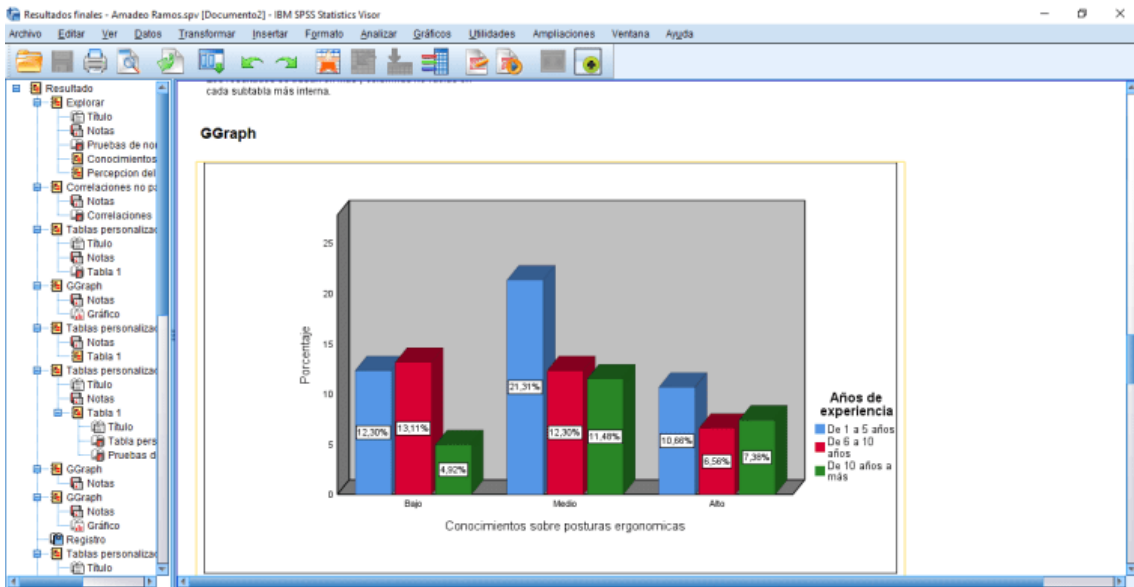 Resultados finales - Amadeo Ramos.spv [Documento2] - IBM SPSS Statistics Visor
Archivo Editar Ver Datos Transformar Insertar Formato Analizar Gráficos Utilidades Ampliaciones Ventana Ayuda
Resultado
Explorar
Título
Notas
Pruebas de no
Conocimientos
Percepcion del
Correlaciones no pa
Notas
Correlaciones
Tablas personalizad
Título
Notas
Tabla 1
GGraph
Notas
Gráfico
Tablas personalizad
Notas
Tabla 1
Tablas personalizad
Título
Notas
Tabla 1
Título
Tabla pers
Pruebas d
GGraph
Notas
GGraph
Notas
Gráfico
Registro
Tablas personalizad
Título
cada subtabla más interna.
GGraph
Porcentaje
25
20
15
10
5
0
12,30%
13,11%
4,92%
21,31%
12,30%
11,48%
10,66%
6,56%
7,38%
Bajo
Medio
Alto
Conocimientos sobre posturas ergonomicas
Años de
experiencia
De 1 a 5 años
De 6 a 10
años
De 10 años a
más